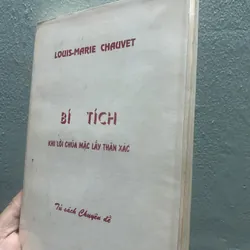 LOUIS-MARIE CHAUVET
BÍ TÍCH
KHI LỜI CHÚA MẶC LẤY THÂN XÁC
Tủ sách Chuyên đề